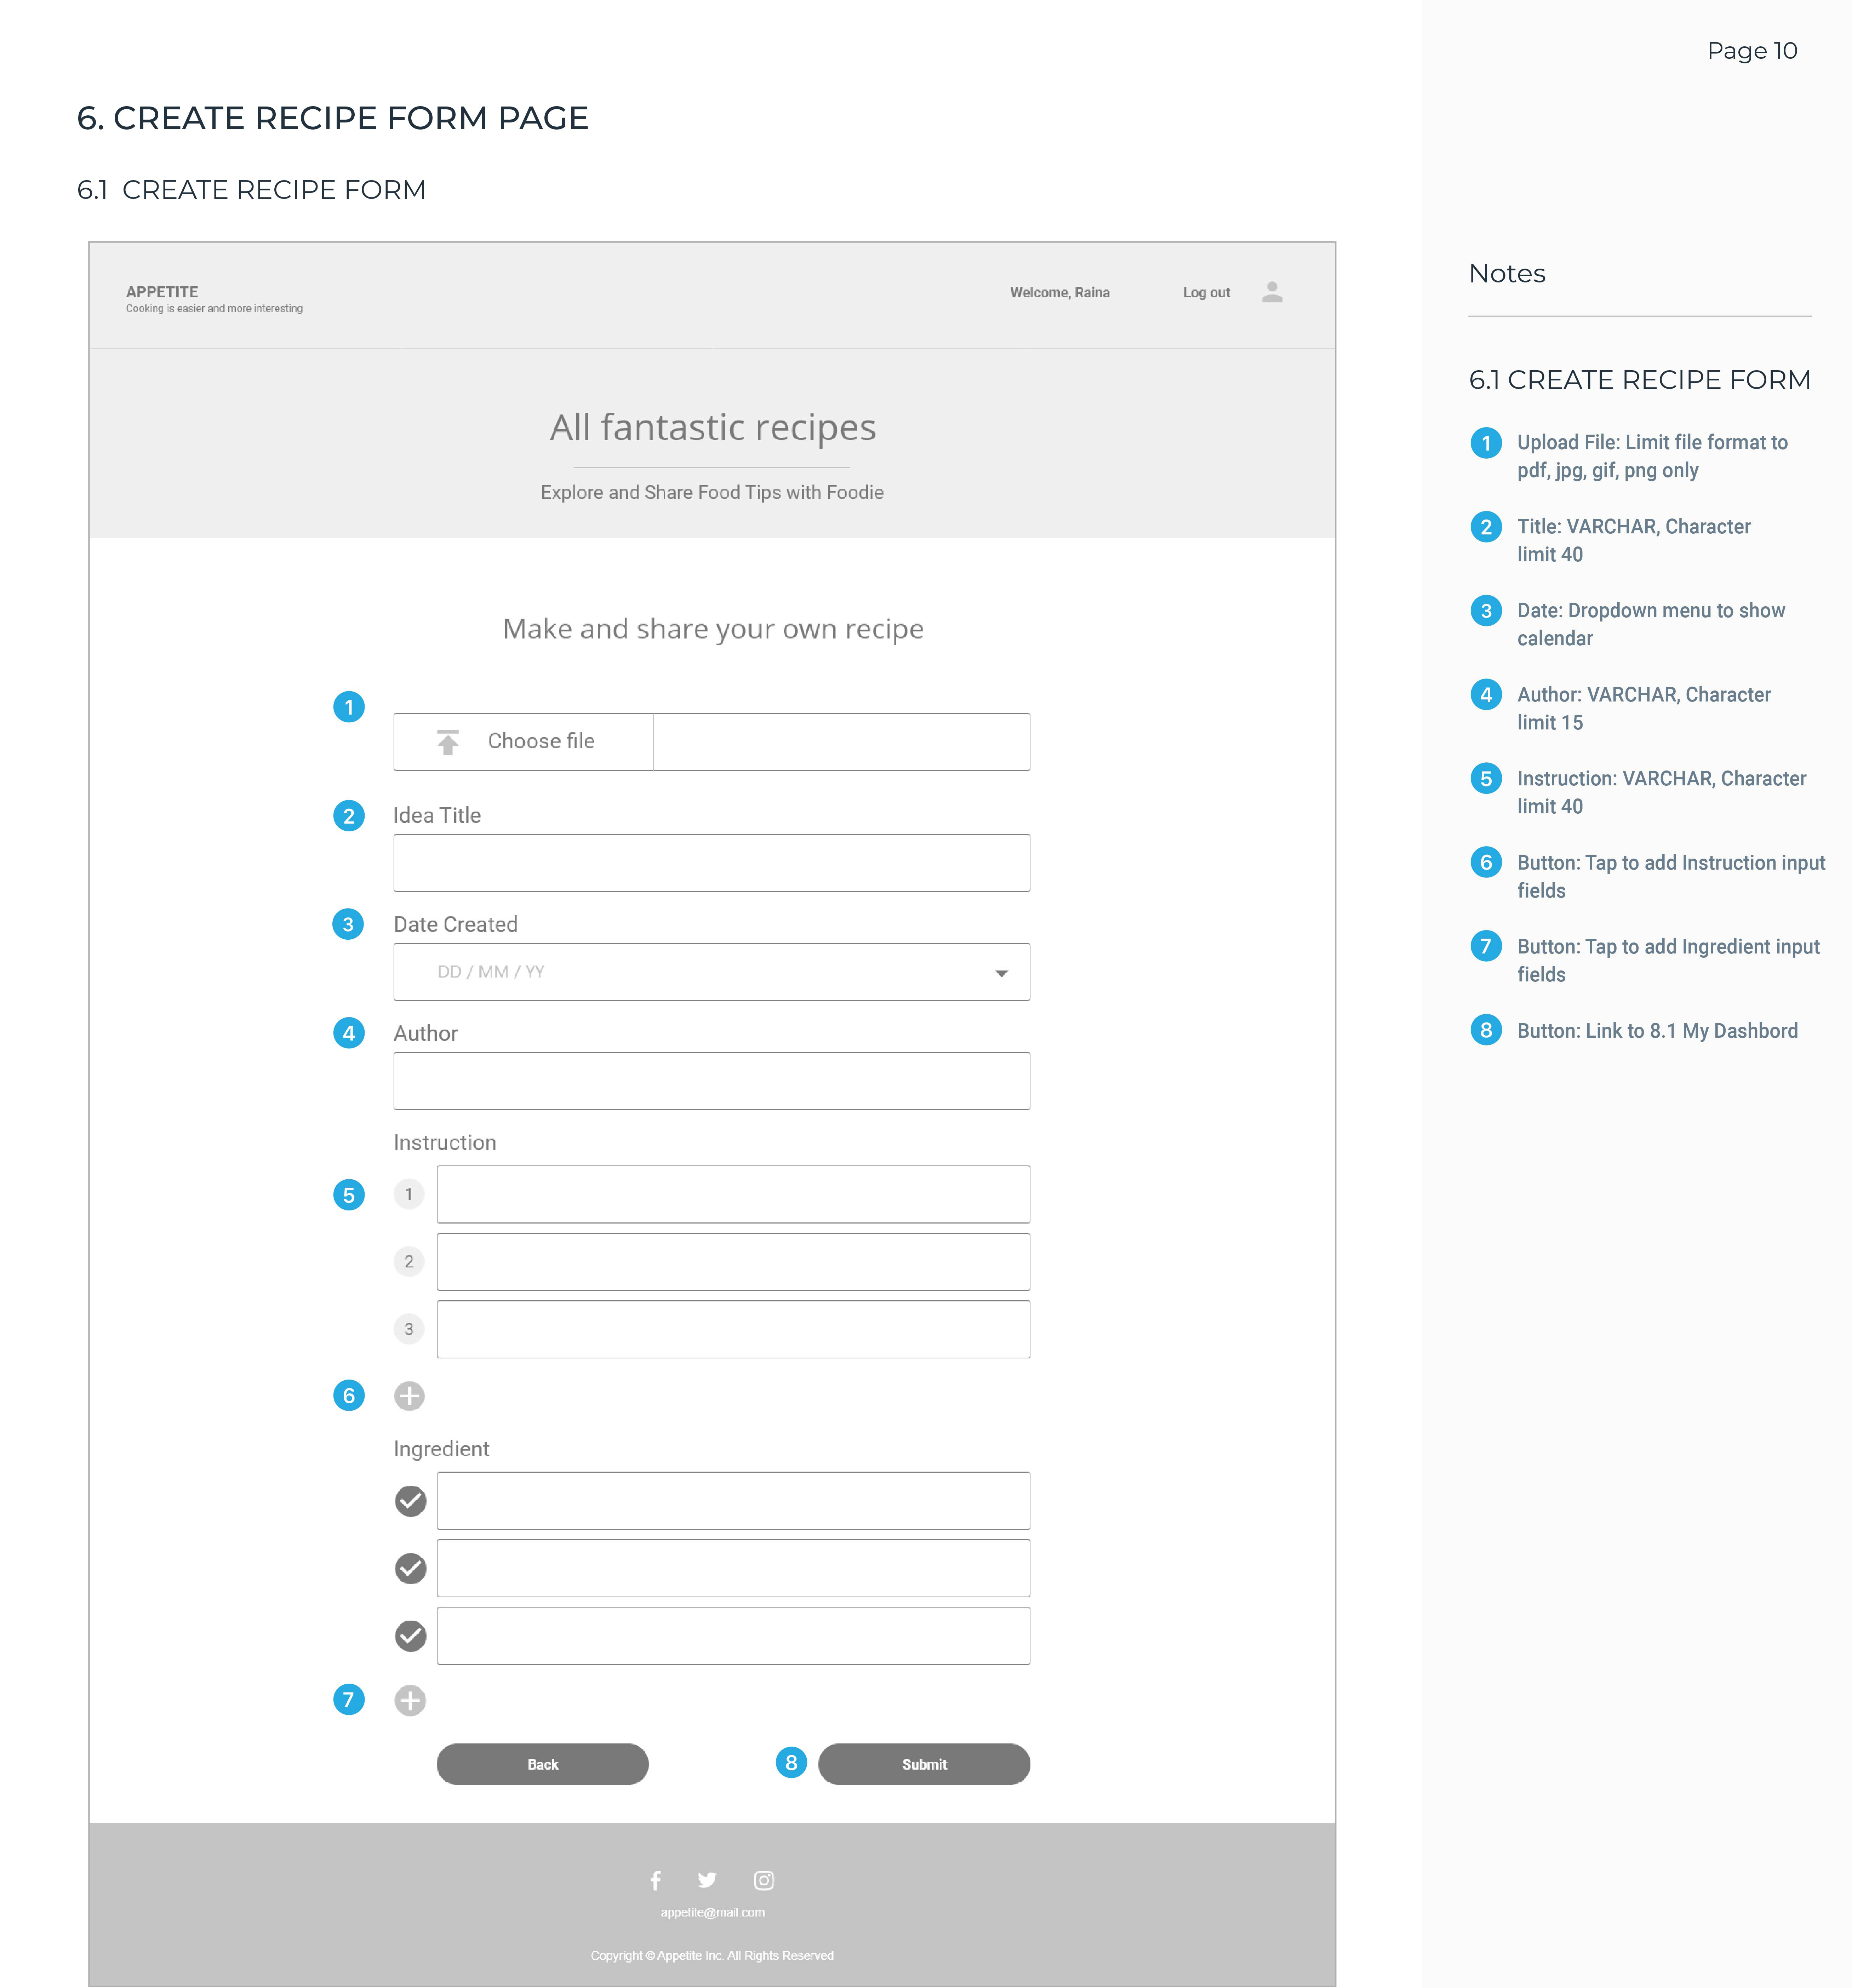 Page 10
6. CREATE RECIPE FORM PAGE
6.1 CREATE RECIPE FORM
APPETITE
Cooking is easier and more interesting
Welcome, Raina
Log out
All fantastic recipes
Explore and Share Food Tips with Foodie
Make and share your own recipe
1
Choose file
2
Idea Title
3
Date Created
DD / MM / YY
4
Author
Instruction
5
1
2
3
6
Ingredient
7
Back
8
Submit
appetite@mail.com
Copyright © Appetite Inc. All Rights Reserved
Notes
6.1 CREATE RECIPE FORM
1 Upload File: Limit file format to
pdf, jpg, gif, png only
2 Title: VARCHAR, Character
limit 40
3 Date: Dropdown menu to show
calendar
4 Author: VARCHAR, Character
limit 15
5 Instruction: VARCHAR, Character
limit 40
6 Button: Tap to add Instruction input
fields
7 Button: Tap to add Ingredient input
fields
8 Button: Link to 8.1 My Dashbord